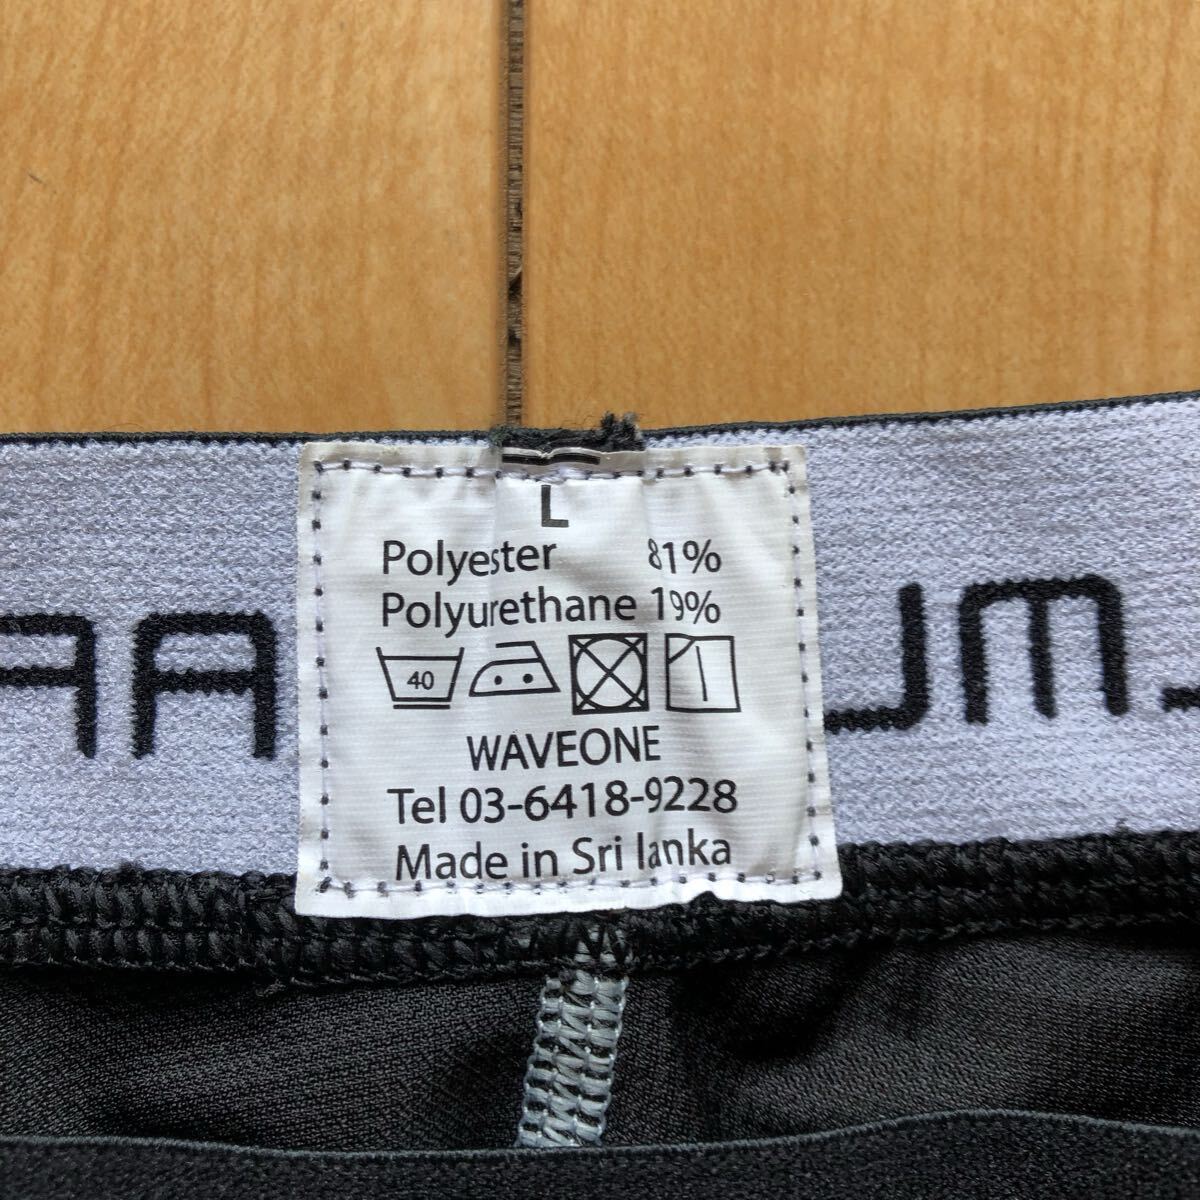 L
Polyester 81%
Polyurethane 19%
40
WAVEONE
Tel 03-6418-9228
Made in Sri lanka